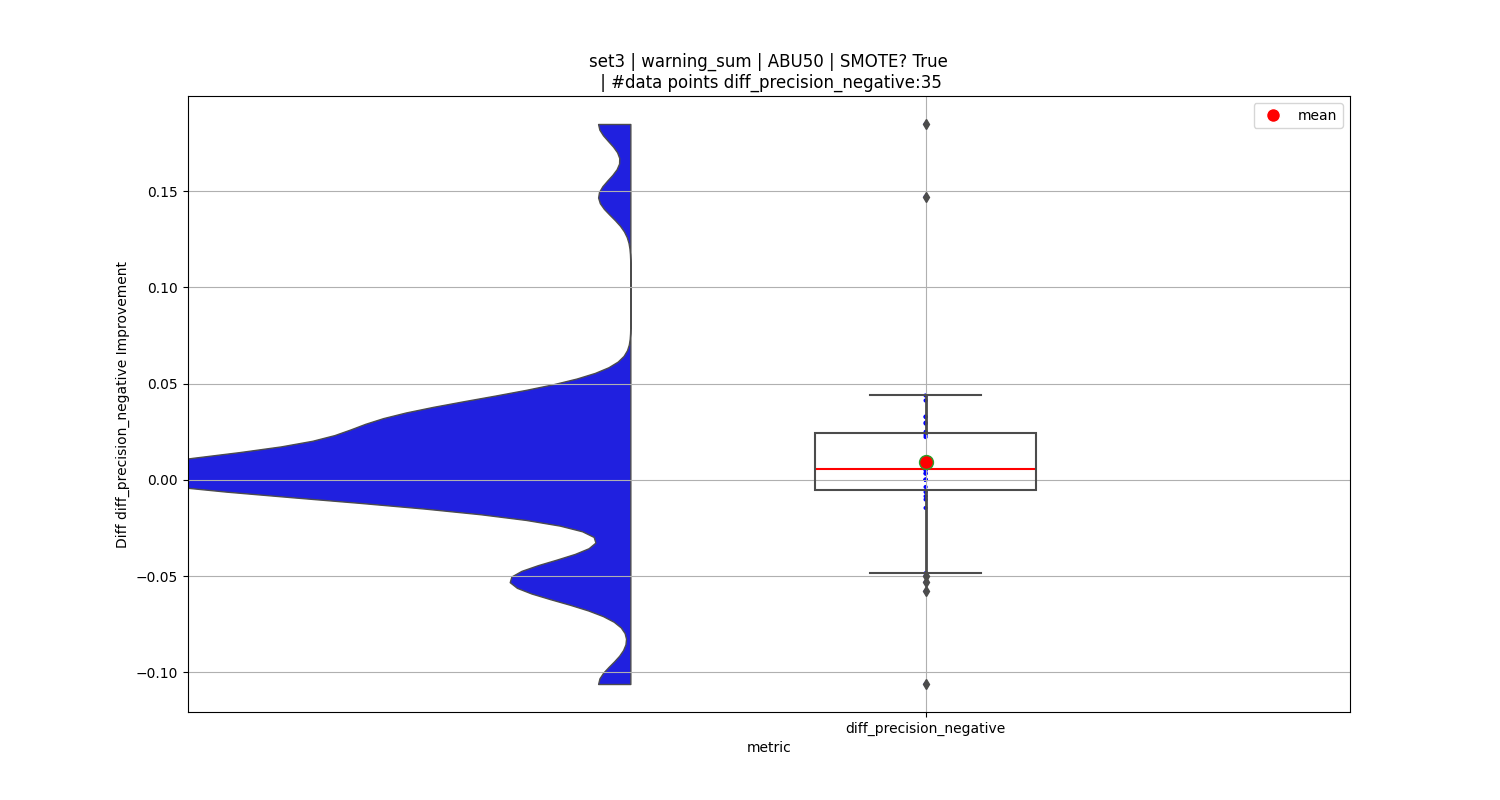 set3 | warning_sum | ABU50 | SMOTE? True
| #data points diff_precision_negative:35
mean
0.15
0.10
0.05
0.00
−0.05
−0.10
Diff diff_precision_negative Improvement
diff_precision_negative
metric